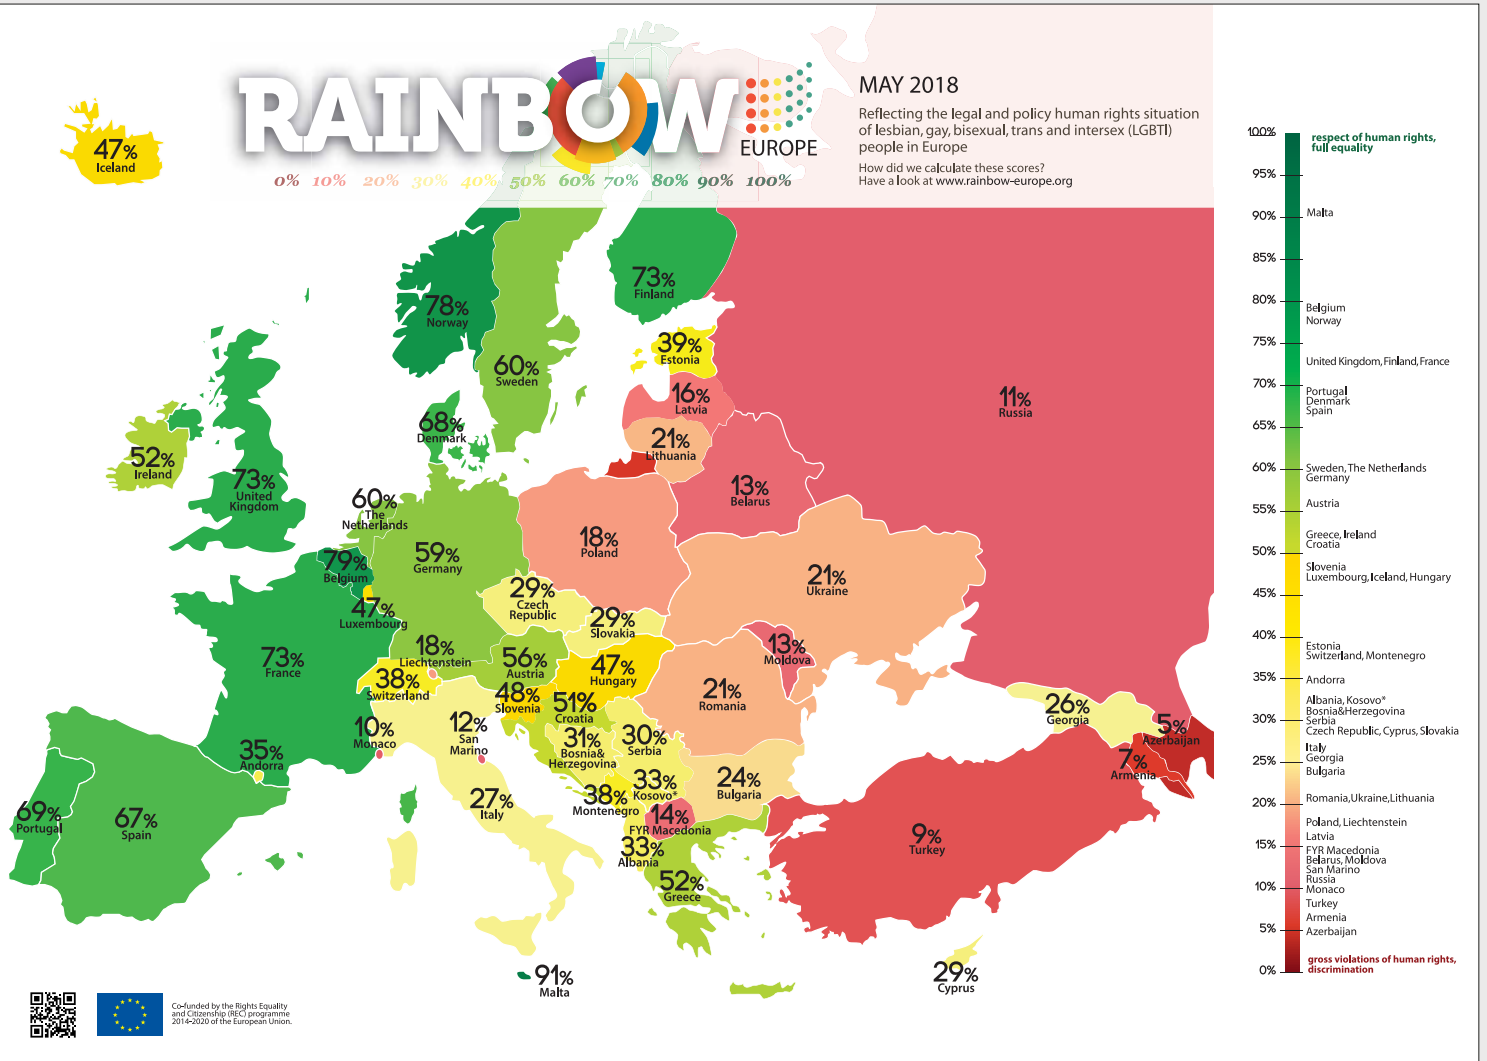 RAINBOW
EUROPE
0% 10% 20% 30% 40% 50% 60% 70% 80% 90% 100%
MAY 2018
Reflecting the legal and policy human rights situation
of lesbian, gay, bisexual, trans and intersex (LGBTI)
people in Europe
How did we calculate these scores?
Have a look at www.rainbow-europe.org
47%
Iceland
78%
Norway
73%
Finland
60%
Sweden
39%
Estonia
16%
Latvia
21%
Lithuania
11%
Russia
68%
Denmark
52%
Ireland
73%
United
Kingdom
60%
The
Netherlands
13%
Belarus
18%
Poland
59%
Germany
79%
Belgium
47%
Luxembourg
29%
Czech
Republic
29%
Slovakia
21%
Ukraine
13%
Moldova
73%
France
18%
Liechtenstein
56%
Austria
47%
Hungary
38%
Switzerland
48%
Slovenia
51%
Croatia
21%
Romania
26%
Georgia
5%
Azerbaijan
7%
Armenia
10%
Monaco
12%
San
Marino
31%
Bosnia&
Herzegovina
30%
Serbia
35%
Andorra
33%
Kosovo*
24%
Bulgaria
38%
Montenegro
14%
FYR Macedonia
27%
Italy
69%
Portugal
67%
Spain
33%
Albania
9%
Turkey
52%
Greece
91%
Malta
29%
Cyprus
100%
respect of human rights,
full equality
95%
90%
Malta
85%
80%
Belgium
Norway
75%
United Kingdom, Finland, France
70%
Portugal
Denmark
Spain
65%
60%
Sweden, The Netherlands
Germany
Austria
55%
Greece, Ireland
Croatia
50%
Slovenia
Luxembourg, Iceland, Hungary
45%
40%
Estonia
Switzerland, Montenegro
35%
Andorra
Albania, Kosovo*
Bosnia&Herzegovina
30%
Serbia
Czech Republic, Cyprus, Slovakia
Italy
Georgia
25%
Bulgaria
20%
Romania,Ukraine,Lithuania
Poland, Liechtenstein
Latvia
15%
FYR Macedonia
Belarus, Moldova
San Marino
Russia
10%
Monaco
Turkey
Armenia
5%
Azerbaijan
gross violations of human rights,
discrimination
0%
Co-funded by the Rights Equality
and Citizenship (REC) programme
2014-2020 of the European Union.